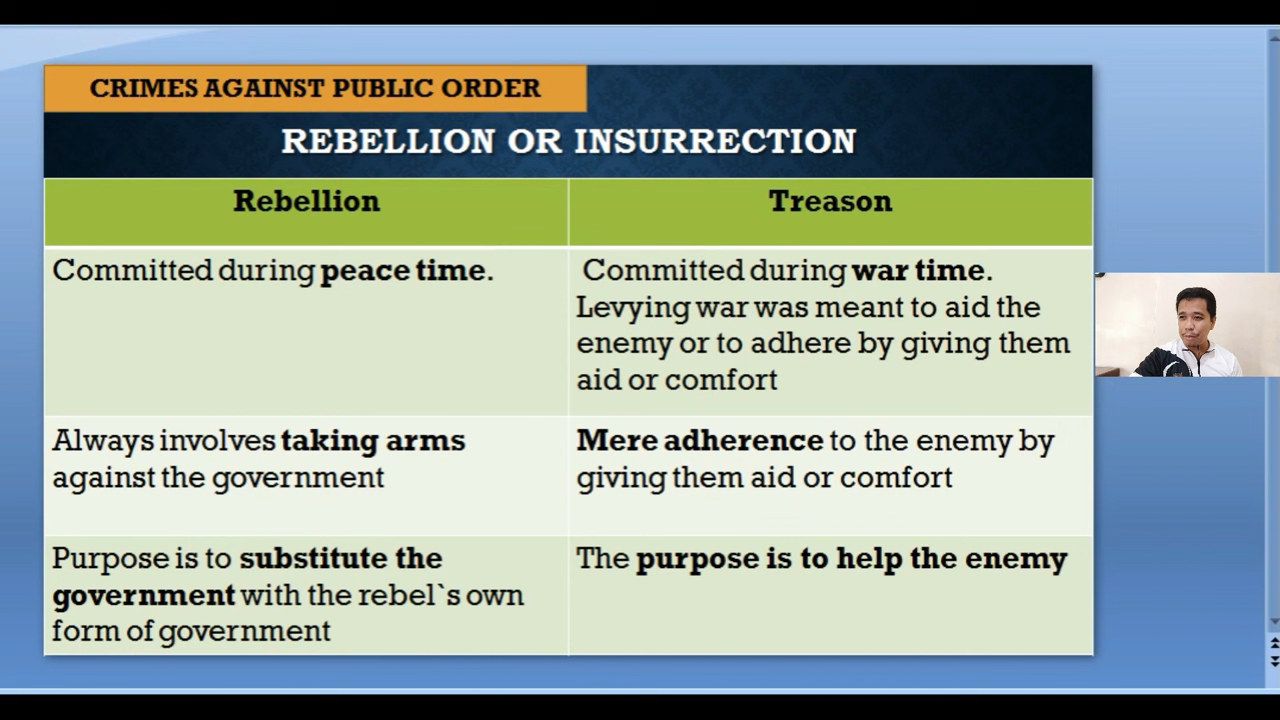 CRIMES AGAINST PUBLIC ORDER
REBELLION OR INSURRECTION
Rebellion
Treason
Committed during peace time.
Committed during war time.
Levying war was meant to aid the
enemy or to adhere by giving them
aid or comfort
Always involves taking arms
against the government
Mere adherence to the enemy by
giving them aid or comfort
Purpose is to substitute the
government with the rebel`s own
form of government
The purpose is to help the enemy